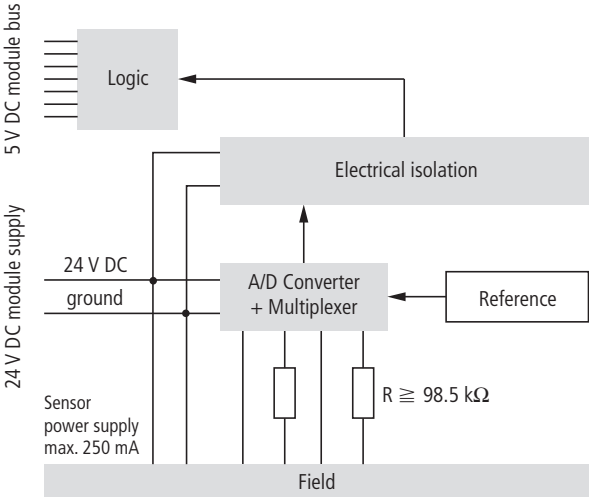 5 V DC module bus
Logic
Electrical isolation
24 V DC module supply
24 V DC
ground
A/D Converter
+ Multiplexer
Reference
R ≧ 98.5 kΩ
Sensor
power supply
max. 250 mA
Field